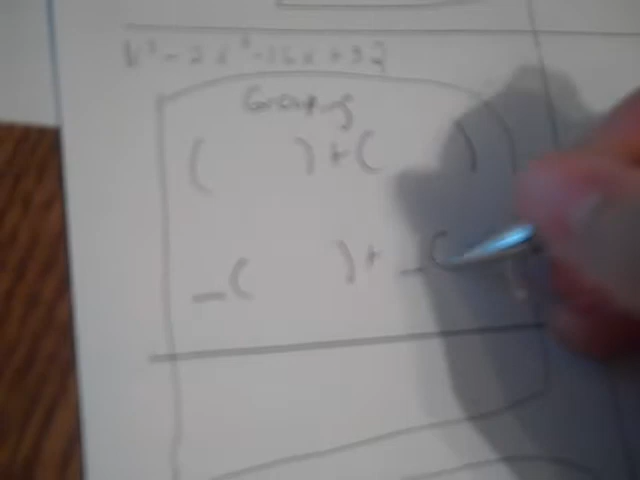 x³ - 2x² - 16x + 32
Grouping
( ) + ( )
_( ) + _(